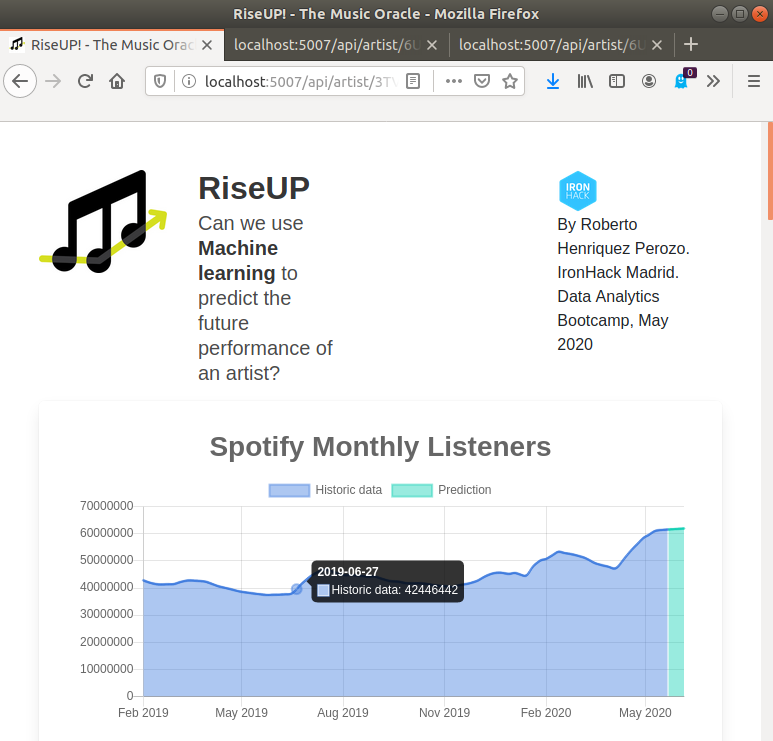 RiseUP! - The Music Oracle - Mozilla Firefox
RiseUP! - The Music Orac
localhost:5007/api/artist/6U
localhost:5007/api/artist/6U
localhost:5007/api/artist/3TV
0
RiseUP
Can we use
Machine
learning to
predict the
future
performance of
an artist?
IRON
HACK
By Roberto
Henriquez Perozo.
IronHack Madrid.
Data Analytics
Bootcamp, May
2020
Spotify Monthly Listeners
Historic data
Prediction
70000000
60000000
50000000
40000000
30000000
20000000
10000000
0
2019-06-27
Historic data: 42446442
Feb 2019
May 2019
Aug 2019
Nov 2019
Feb 2020
May 2020